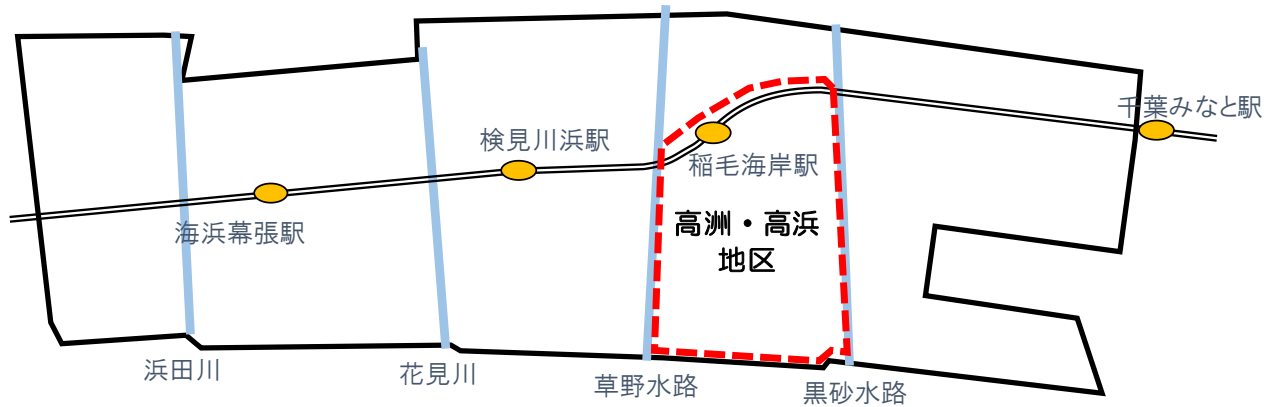 千葉みなと駅
検見川浜駅
稲毛海岸駅
海浜幕張駅
高洲・高浜
地区
浜田川
花見川
草野水路
黒砂水路